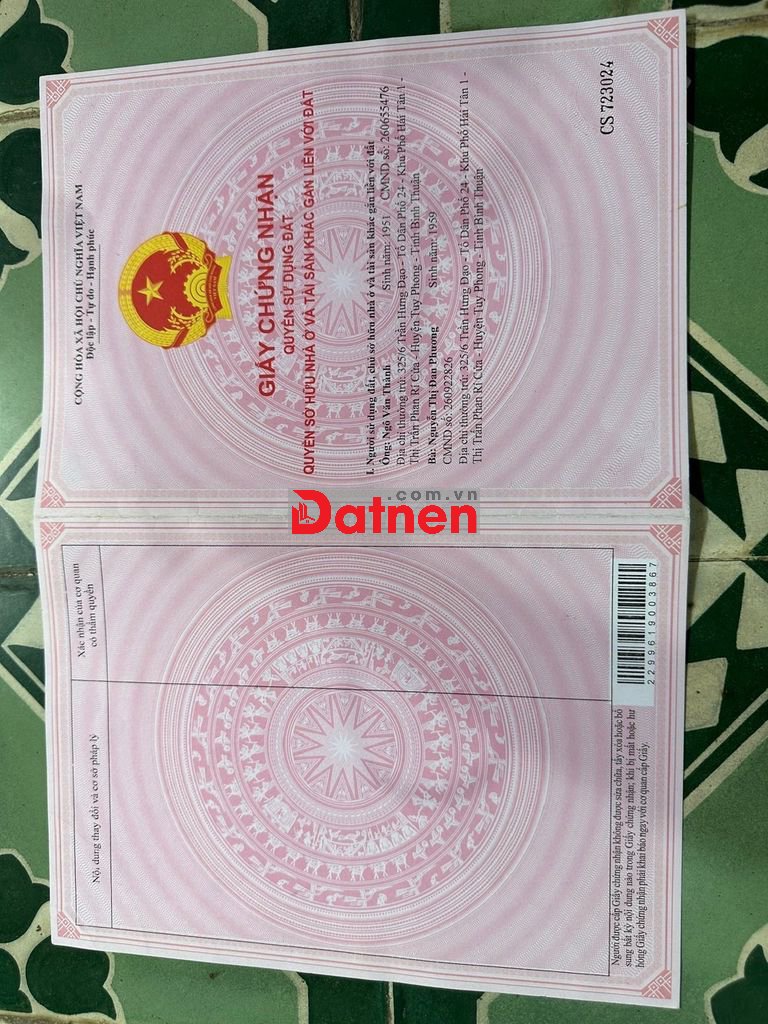 CỘNG HÒA XÃ HỘI CHỦ NGHĨA VIỆT NAM
Độc lập - Tự do - Hạnh phúc
GIẤY CHỨNG NHẬN
QUYỀN SỬ DỤNG ĐẤT
QUYỀN SỞ HỮU NHÀ Ở VÀ TÀI SẢN KHÁC GẮN LIỀN VỚI ĐẤT
I. Người sử dụng đất, chủ sở hữu nhà ở và tài sản khác gắn liền với đất
Ông: Ngô Văn Thành Sinh năm: 1951 CMND số: 260655476
Địa chỉ thường trú: 325/6 Trần Hưng Đạo - Tổ Dân Phố 24 - Khu Phố Hải Tân 1 -
Thị Trấn Phan Rí Cửa - Huyện Tuy Phong - Tỉnh Bình Thuận
Bà: Nguyễn Thị Đan Phượng Sinh năm: 1959
CMND số: 260922826
Địa chỉ thường trú: 325/6 Trần Hưng Đạo - Tổ Dân Phố 24 - Khu Phố Hải Tân 1 -
Thị Trấn Phan Rí Cửa - Huyện Tuy Phong - Tỉnh Bình Thuận
CS 723024
Datnen
.com.vn
Nội dung thay đổi và cơ sở pháp lý
Xác nhận của cơ quan
có thẩm quyền
Người được cấp Giấy chứng nhận không được sửa chữa, tẩy xóa hoặc bổ
sung bất kỳ nội dung nào trong Giấy chứng nhận; khi bị mất hoặc hư
hỏng Giấy chứng nhận phải khai báo ngay với cơ quan cấp Giấy.
2299619003867